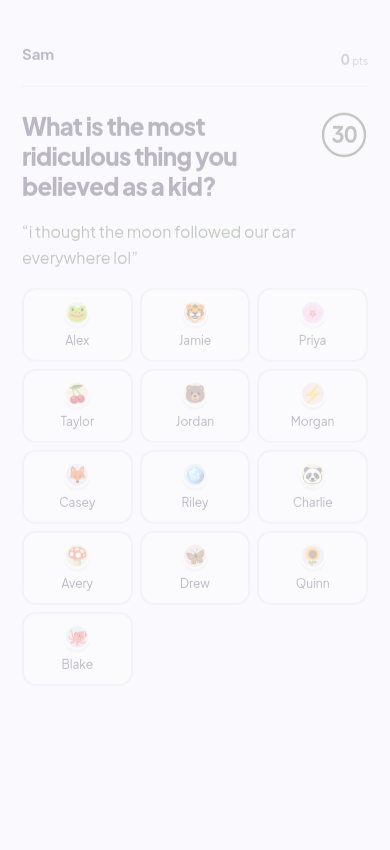 Sam
0 pts
What is the most
ridiculous thing you
believed as a kid?
30
“i thought the moon followed our car
everywhere lol”
Alex
Jamie
Priya
Taylor
Jordan
Morgan
Casey
Riley
Charlie
Avery
Drew
Quinn
Blake